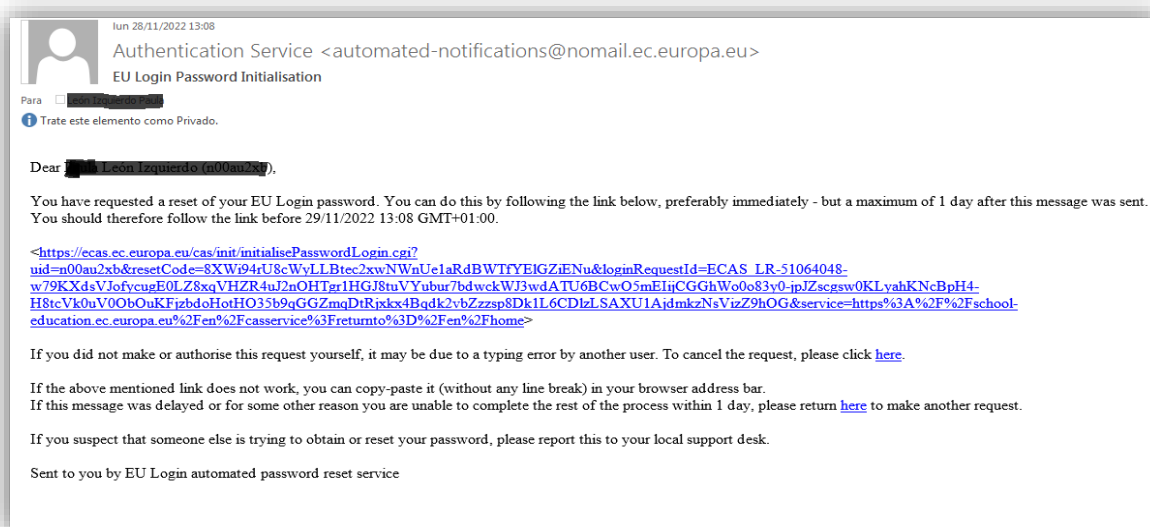 lun 28/11/2022 13:08
Authentication Service <automated-notifications@nomail.ec.europa.eu>
EU Login Password Initialisation
Para
Trate este elemento como Privado.
Dear ,
You have requested a reset of your EU Login password. You can do this by following the link below, preferably immediately - but a maximum of 1 day after this message was sent.
You should therefore follow the link before 29/11/2022 13:08 GMT+01:00.
<https://ecas.ec.europa.eu/cas/init/initialisePasswordLogin.cgi?
uid=n00au2xb&resetCode=8XWi94rU8cWyLLBtec2xwNWnUe1aRdBWTfYElGZiENu&loginRequestId=ECAS_LR-51064048-
w79KXdsVJofycugE0LZ8xqVHZR4uJ2nOHTgr1HGJ8tuVYubur7bdwckWJ3wdATU6BCwO5mEIijCGGhWo0o83y0-jpJZscgsw0KLyahKNcBpH4-
H8tcVk0uV0ObOuKFjzbdoHotHO35b9qGGZmqDtRjxkx4Bqdk2vbZzzsp8Dk1L6CDlzLSAXU1AjdmkzNsVizZ9hOG&service=https%3A%2F%2Fschool-
education.ec.europa.eu%2Fen%2Fcasservice%3Freturnto%3D%2Fen%2Fhome>
If you did not make or authorise this request yourself, it may be due to a typing error by another user. To cancel the request, please click here.
If the above mentioned link does not work, you can copy-paste it (without any line break) in your browser address bar.
If this message was delayed or for some other reason you are unable to complete the rest of the process within 1 day, please return here to make another request.
If you suspect that someone else is trying to obtain or reset your password, please report this to your local support desk.
Sent to you by EU Login automated password reset service